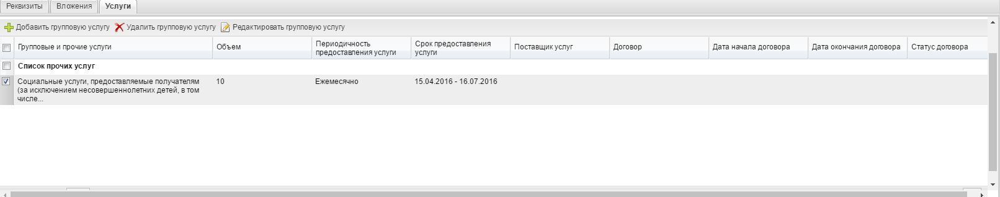 Реквизиты Вложения Услуги
Добавить групповую услугу Удалить групповую услугу Редактировать групповую услугу
Групповые и прочие услуги Объем Периодичность предоставления услуги Срок предоставления услуги Поставщик услуг Договор Дата начала договора Дата окончания договора Статус договора
Список прочих услуг
Социальные услуги, предоставляемые получателям 10 Ежемесячно 15.04.2016 - 16.07.2016
(за исключением несовершеннолетних детей, в том
числе...